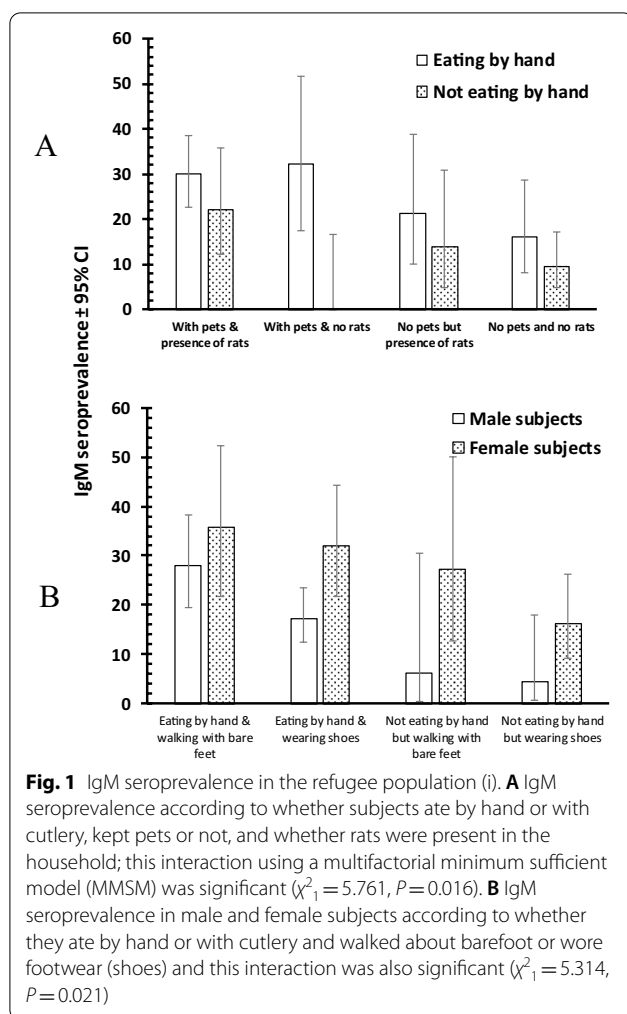 60
50
40
30
20
10
0
Eating by hand
Not eating by hand
A
IgM seroprevalence ± 95% CI
With pets &
presence of rats
With pets & no rats
No pets but
presence of rats
No pets and no rats
60
50
40
30
20
10
0
Male subjects
Female subjects
B
Eating by hand &
walking with bare
feet
Eating by hand &
wearing shoes
Not eating by hand
but walking with
bare feet
Not eating by hand
but wearing shoes
Fig. 1 IgM seroprevalence in the refugee population (i). A IgM
seroprevalence according to whether subjects ate by hand or with
cutlery, kept pets or not, and whether rats were present in the
household; this interaction using a multifactorial minimum sufficient
model (MMSM) was significant (χ²₁ = 5.761, P = 0.016). B IgM
seroprevalence in male and female subjects according to whether
they ate by hand or with cutlery and walked about barefoot or wore
footwear (shoes) and this interaction was also significant (χ²₁ = 5.314,
P = 0.021)